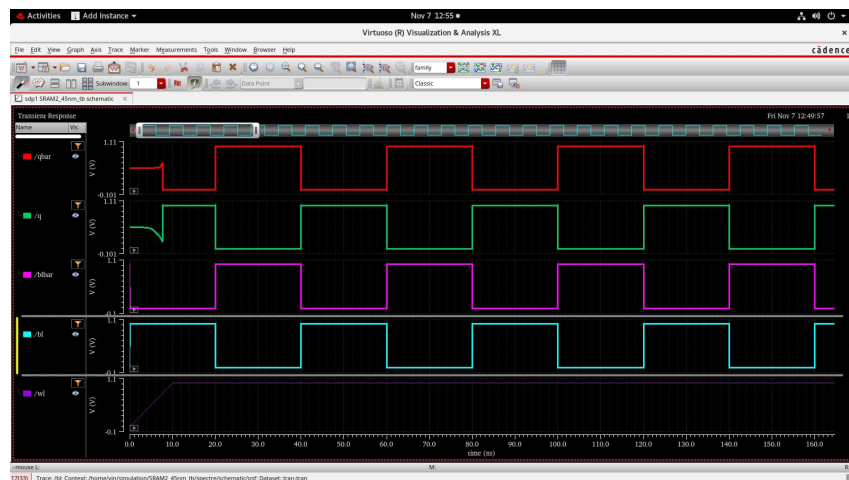 Activities Add Instance Nov 7 12:55
Virtuoso (R) Visualization & Analysis XL
File Edit View Graph Axis Trace Marker Measurements Tools Window Browser Help cādence
family
Subwindow: 1 Data Point Classic
sdp1 SRAM2_45nm_tb schematic
Transient Response Fri Nov 7 12:49:57 1
Name Vis
1.11
/qbar V (V)
-0.101
1.11
/q V (V)
-0.101
1.1
/blbar V (V)
-0.1
1.1
/bl V (V)
-0.1
1.1
/wl V (V)
-0.1
0.0 10.0 20.0 30.0 40.0 50.0 60.0 70.0 80.0 90.0 100.0 110.0 120.0 130.0 140.0 150.0 160.0
time (ns)
mouse L: M: R
12(33) Trace: /bl; Context: /home/vin/simulation/SRAM2_45nm_tb/spectre/schematic/psf; Dataset: tran-tran